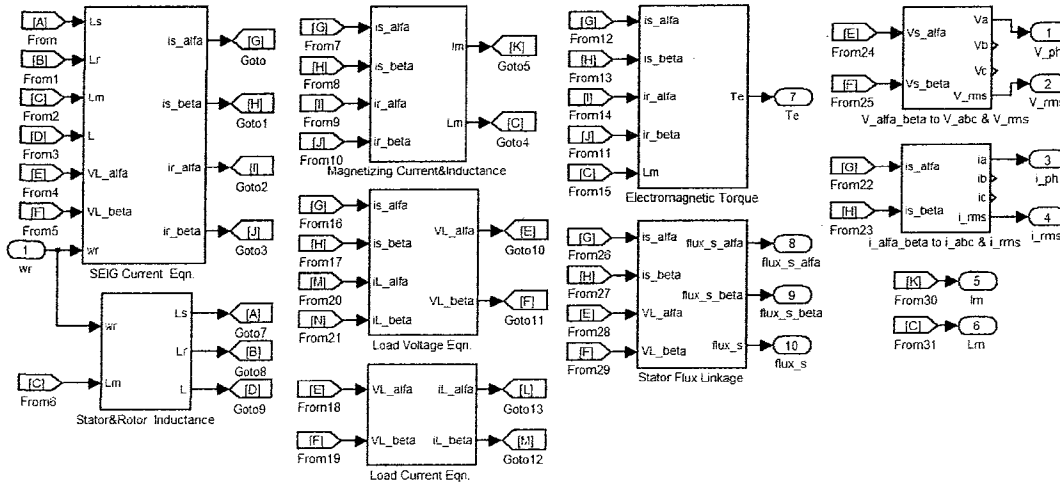 [A]
From
[B]
From1
[C]
From2
[D]
From3
[E]
From4
[F]
From5
1
wr
Ls
Lr
Lm
L
VL_alfa
VL_beta
wr
is_alfa
is_beta
ir_alfa
ir_beta
SEIG Current Eqn.
[G]
Goto
[H]
Goto1
[I]
Goto2
[J]
Goto3
[C]
From6
wr
Lm
Ls
Lr
L
Stator&Rotor Inductance
[A]
Goto7
[B]
Goto8
[D]
Goto9
[G]
From7
[H]
From8
[I]
From9
[J]
From10
is_alfa
is_beta
ir_alfa
ir_beta
Im
Lm
Magnetizing Current&Inductance
[K]
Goto5
[C]
Goto4
[G]
From16
[H]
From17
[M]
From20
[N]
From21
is_alfa
is_beta
iL_alfa
iL_beta
VL_alfa
VL_beta
Load Voltage Eqn.
[E]
Goto10
[F]
Goto11
[E]
From18
[F]
From19
VL_alfa
VL_beta
iL_alfa
iL_beta
Load Current Eqn.
[L]
Goto13
[M]
Goto12
[G]
From12
[H]
From13
[I]
From14
[J]
From11
[C]
From15
is_alfa
is_beta
ir_alfa
ir_beta
Lm
Te
Electromagnetic Torque
7
Te
[G]
From26
[H]
From27
[E]
From28
[F]
From29
is_alfa
is_beta
VL_alfa
VL_beta
flux_s_alfa
flux_s_beta
flux_s
Stator Flux Linkage
8
flux_s_alfa
9
flux_s_beta
10
flux_s
[E]
From24
[F]
From25
Vs_alfa
Vs_beta
Va
Vb
Vc
V_rms
V_alfa_beta to V_abc & V_rms
1
V_ph
2
V_rms
[G]
From22
[H]
From23
is_alfa
is_beta
ia
ib
ic
i_rms
i_alfa_beta to i_abc & i_rms
3
i_ph
4
i_rms
[K]
From30
5
Im
[C]
From31
6
Lm